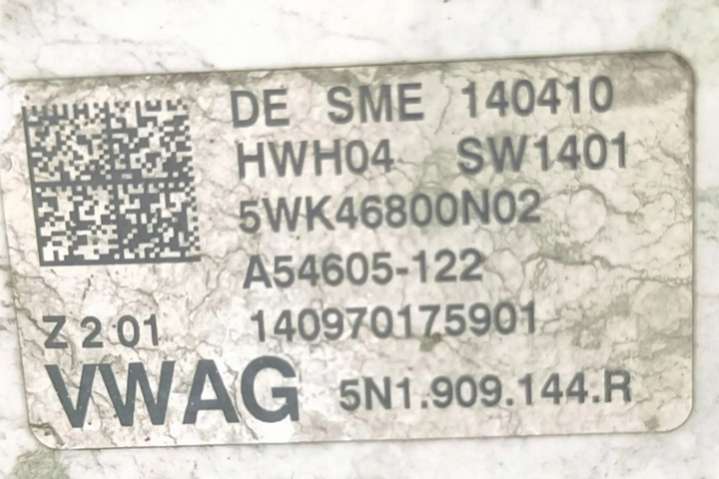 DE SME 140410
HWH04 SW1401
5WK46800N02
A54605-122
Z 2 01 140970175901
VWAG 5N1.909.144.R